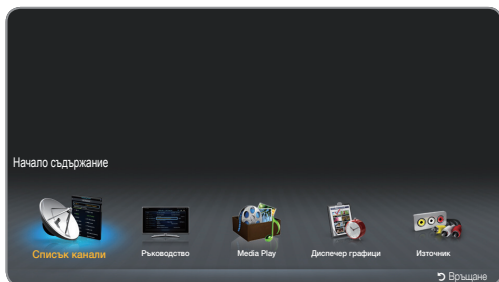 Начало съдържание
Списък канали
Ръководство
Media Play
Диспечер графици
Източник
Връщане